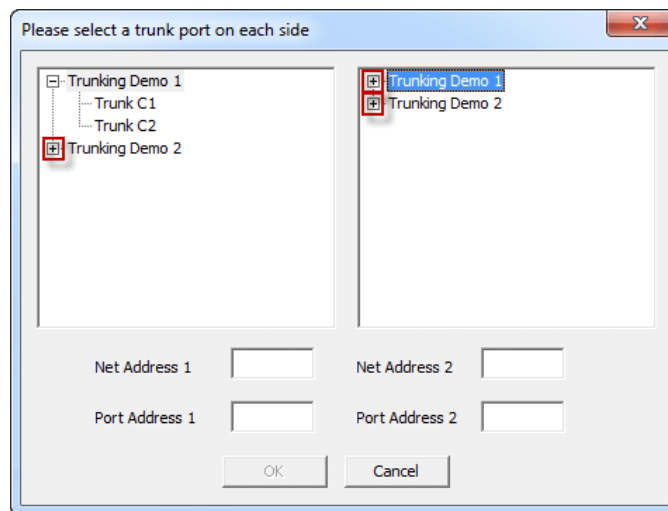 Please select a trunk port on each side
Trunking Demo 1
Trunk C1
Trunk C2
Trunking Demo 2
Trunking Demo 1
Trunking Demo 2
Net Address 1
Net Address 2
Port Address 1
Port Address 2
OK
Cancel